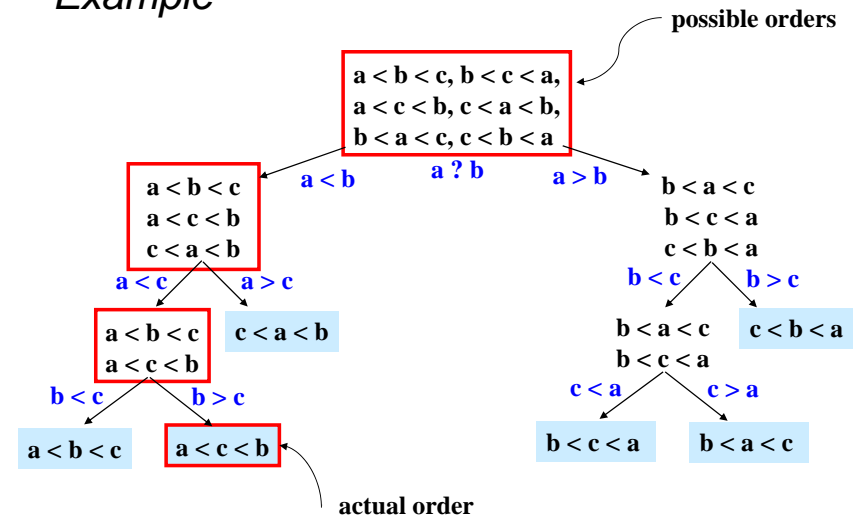 Example
possible orders
a < b < c, b < c < a,
a < c < b, c < a < b,
b < a < c, c < b < a
a < b
a ? b
a > b
a < b < c
a < c < b
c < a < b
b < a < c
b < c < a
c < b < a
a < c
a > c
b < c
b > c
a < b < c
a < c < b
c < a < b
b < a < c
b < c < a
c < b < a
b < c
b > c
c < a
c > a
a < b < c
a < c < b
b < c < a
b < a < c
actual order